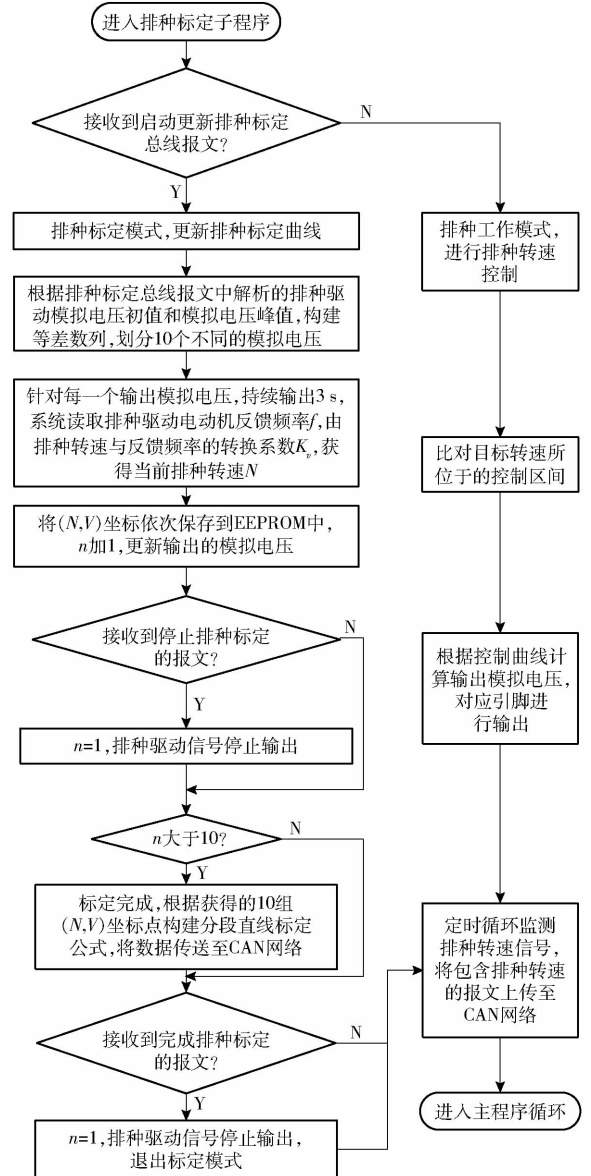 进入排种标定子程序
接收到启动更新排种标定
总线报文?
N
Y
排种标定模式,更新排种标定曲线
排种工作模式,
进行排种转速
控制
根据排种标定总线报文中解析的排种驱
动模拟电压初值和模拟电压峰值,构建
等差数列,划分10个不同的模拟电压
针对每一个输出模拟电压,持续输出3 s,
系统读取排种驱动电动机反馈频率f,由
排种转速与反馈频率的转换系数Kv,获
得当前排种转速N
比对目标转速所
位于的控制区间
将(N,V)坐标依次保存到EEPROM中,
n加1,更新输出的模拟电压
接收到停止排种标定
的报文?
N
Y
根据控制曲线计
算输出模拟电压,
对应引脚进
行输出
n=1,排种驱动信号停止输出
n大于10?
N
Y
标定完成,根据获得的10组
(N,V)坐标点构建分段直线标定
公式,将数据传送至CAN网络
定时循环监测
排种转速信号,
将包含排种转速
的报文上传至
CAN网络
接收到完成排种标定
的报文?
N
Y
进入主程序循环
n=1,排种驱动信号停止输出,
退出标定模式